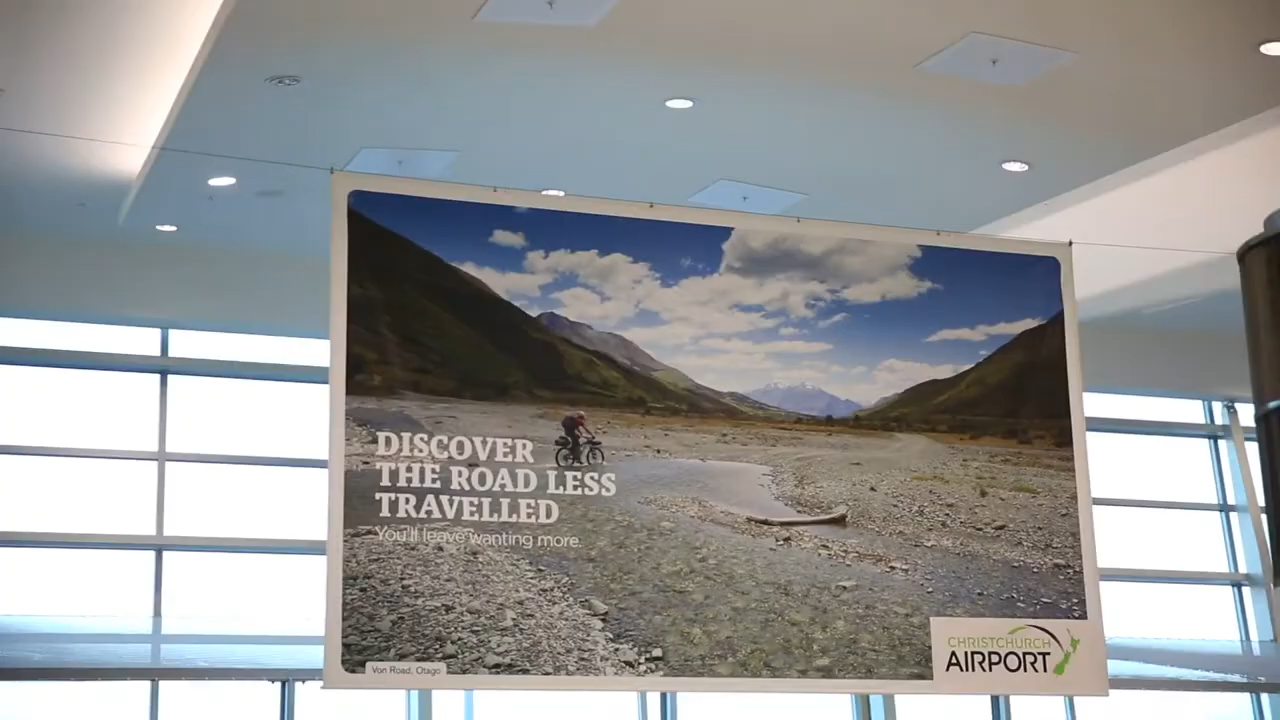 DISCOVER
THE ROAD LESS
TRAVELLED
You'll leave wanting more.
Von Road, Otago
CHRISTCHURCH
AIRPORT